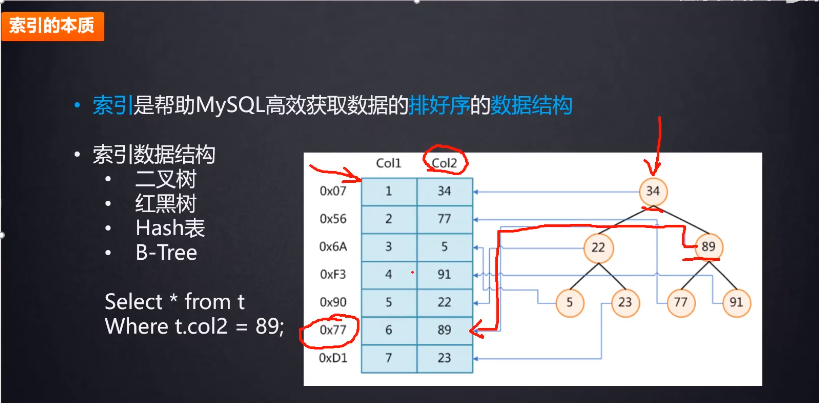 索引的本质
• 索引是帮助MySQL高效获取数据的排好序的数据结构
• 索引数据结构
• 二叉树
• 红黑树
• Hash表
• B-Tree
Select * from t
Where t.col2 = 89;
Col1 Col2
0x07 1 34
0x56 2 77
0x6A 3 5
0xF3 4 91
0x90 5 22
0x77 6 89
0xD1 7 23
34
22 89
5 23 77 91